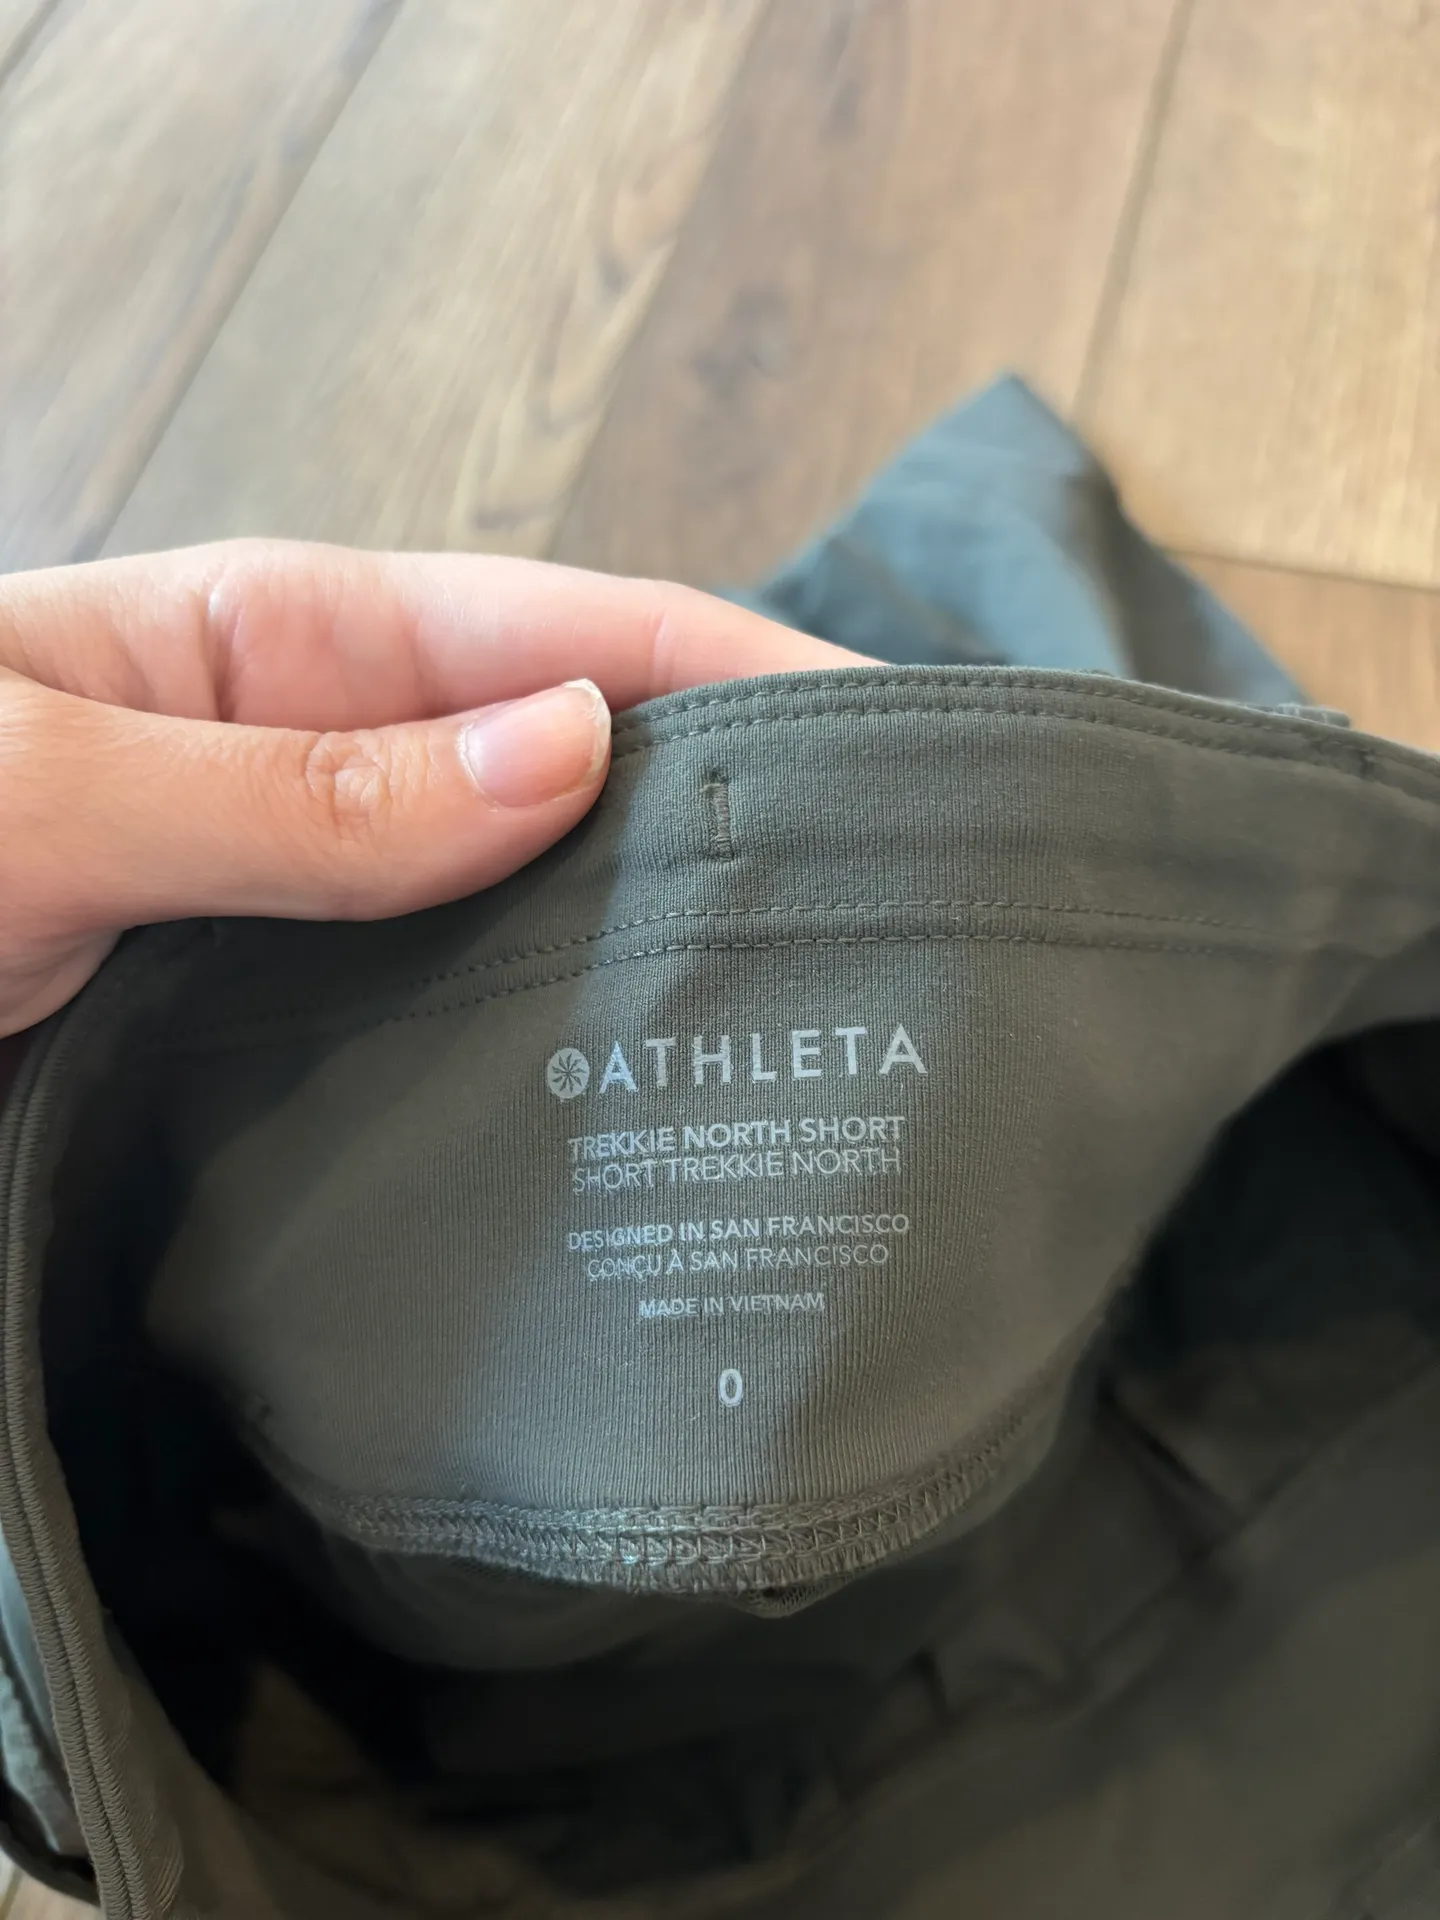 ATHLETA
TREKKIE NORTH SHORT
SHORT TREKKIE NORTH
DESIGNED IN SAN FRANCISCO
CONÇU À SAN FRANCISCO
MADE IN VIETNAM
0